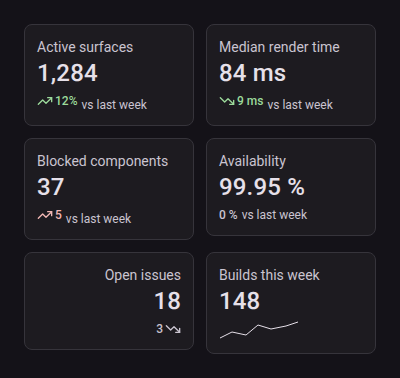 Active surfaces
1,284
12% vs last week
Median render time
84 ms
9 ms vs last week
Blocked components
37
5 vs last week
Availability
99.95 %
0 % vs last week
Open issues
18
3
Builds this week
148